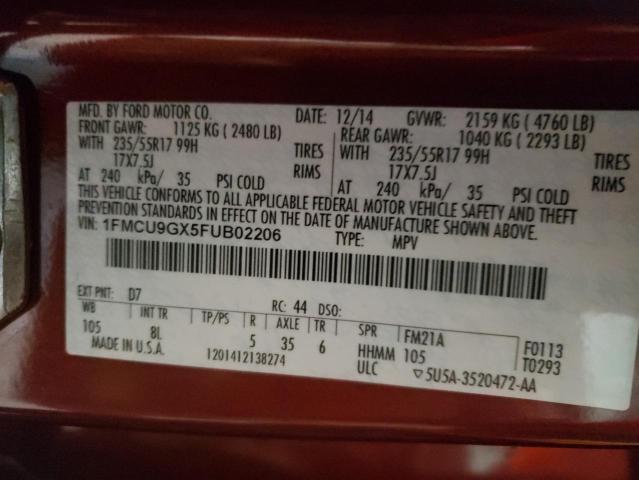 MFD. BY FORD MOTOR CO. DATE: 12/14 GVWR: 2159 KG ( 4760 LB)
FRONT GAWR: 1125 KG ( 2480 LB) REAR GAWR: 1040 KG ( 2293 LB)
WITH 235/55R17 99H TIRES WITH 235/55R17 99H TIRES
17X7.5J RIMS 17X7.5J RIMS
AT 240 kPa/ 35 PSI COLD AT 240 kPa/ 35 PSI COLD
THIS VEHICLE CONFORMS TO ALL APPLICABLE FEDERAL MOTOR VEHICLE SAFETY AND THEFT
PREVENTION STANDARDS IN EFFECT ON THE DATE OF MANUFACTURE SHOWN ABOVE.
VIN: 1FMCU9GX5FUB02206 TYPE: MPV
EXT PNT: D7 RC: 44 DSO:
WB INT TR TP/PS R AXLE TR SPR FM21A F0113
105 8L 5 35 6 HHMM 105 T0293
MADE IN U.S.A. 1201412138274 ULC ▽5U5A-3520472-AA